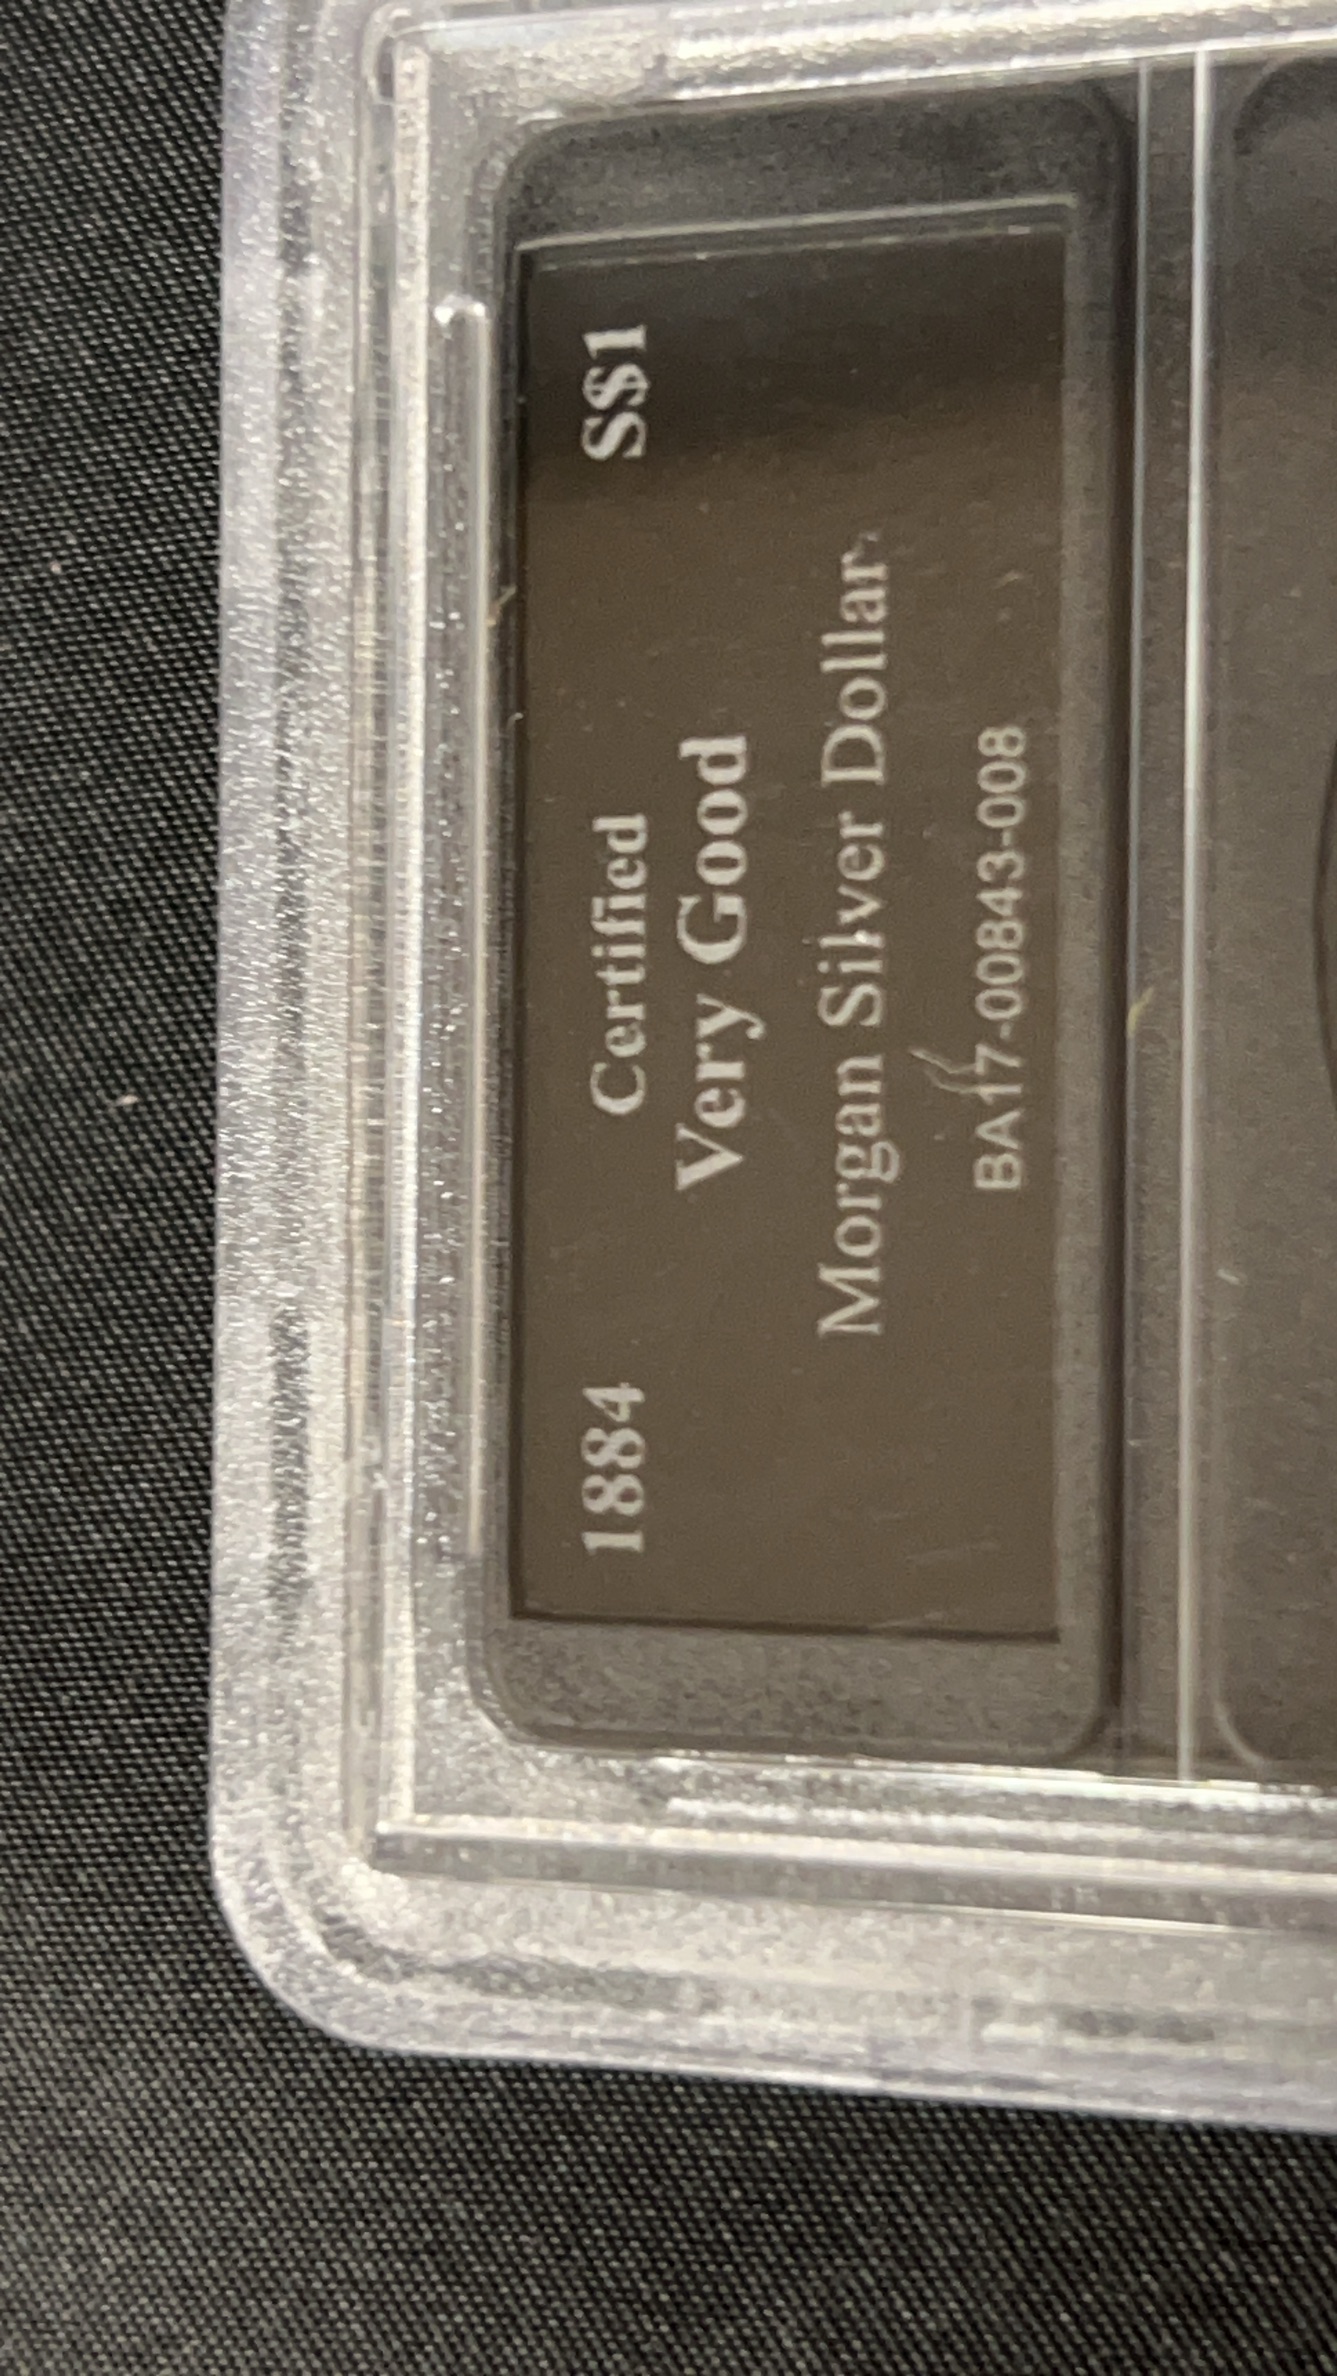 1884 Certified S$1
Very Good
Morgan Silver Dollar
BA17-00843-008